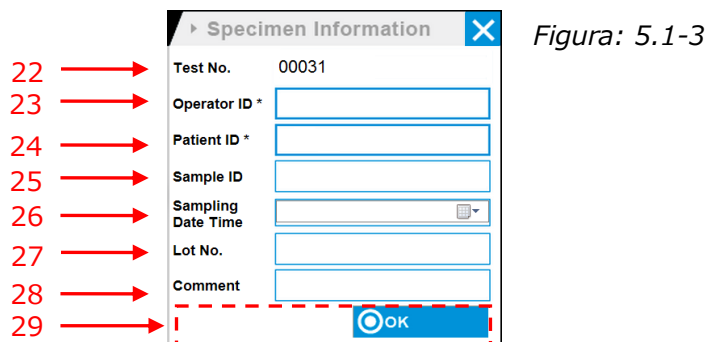 Specimen Information
Figura: 5.1-3
22 Test No. 00031
23 Operator ID *
24 Patient ID *
25 Sample ID
26 Sampling
Date Time
27 Lot No.
28 Comment
29 OK